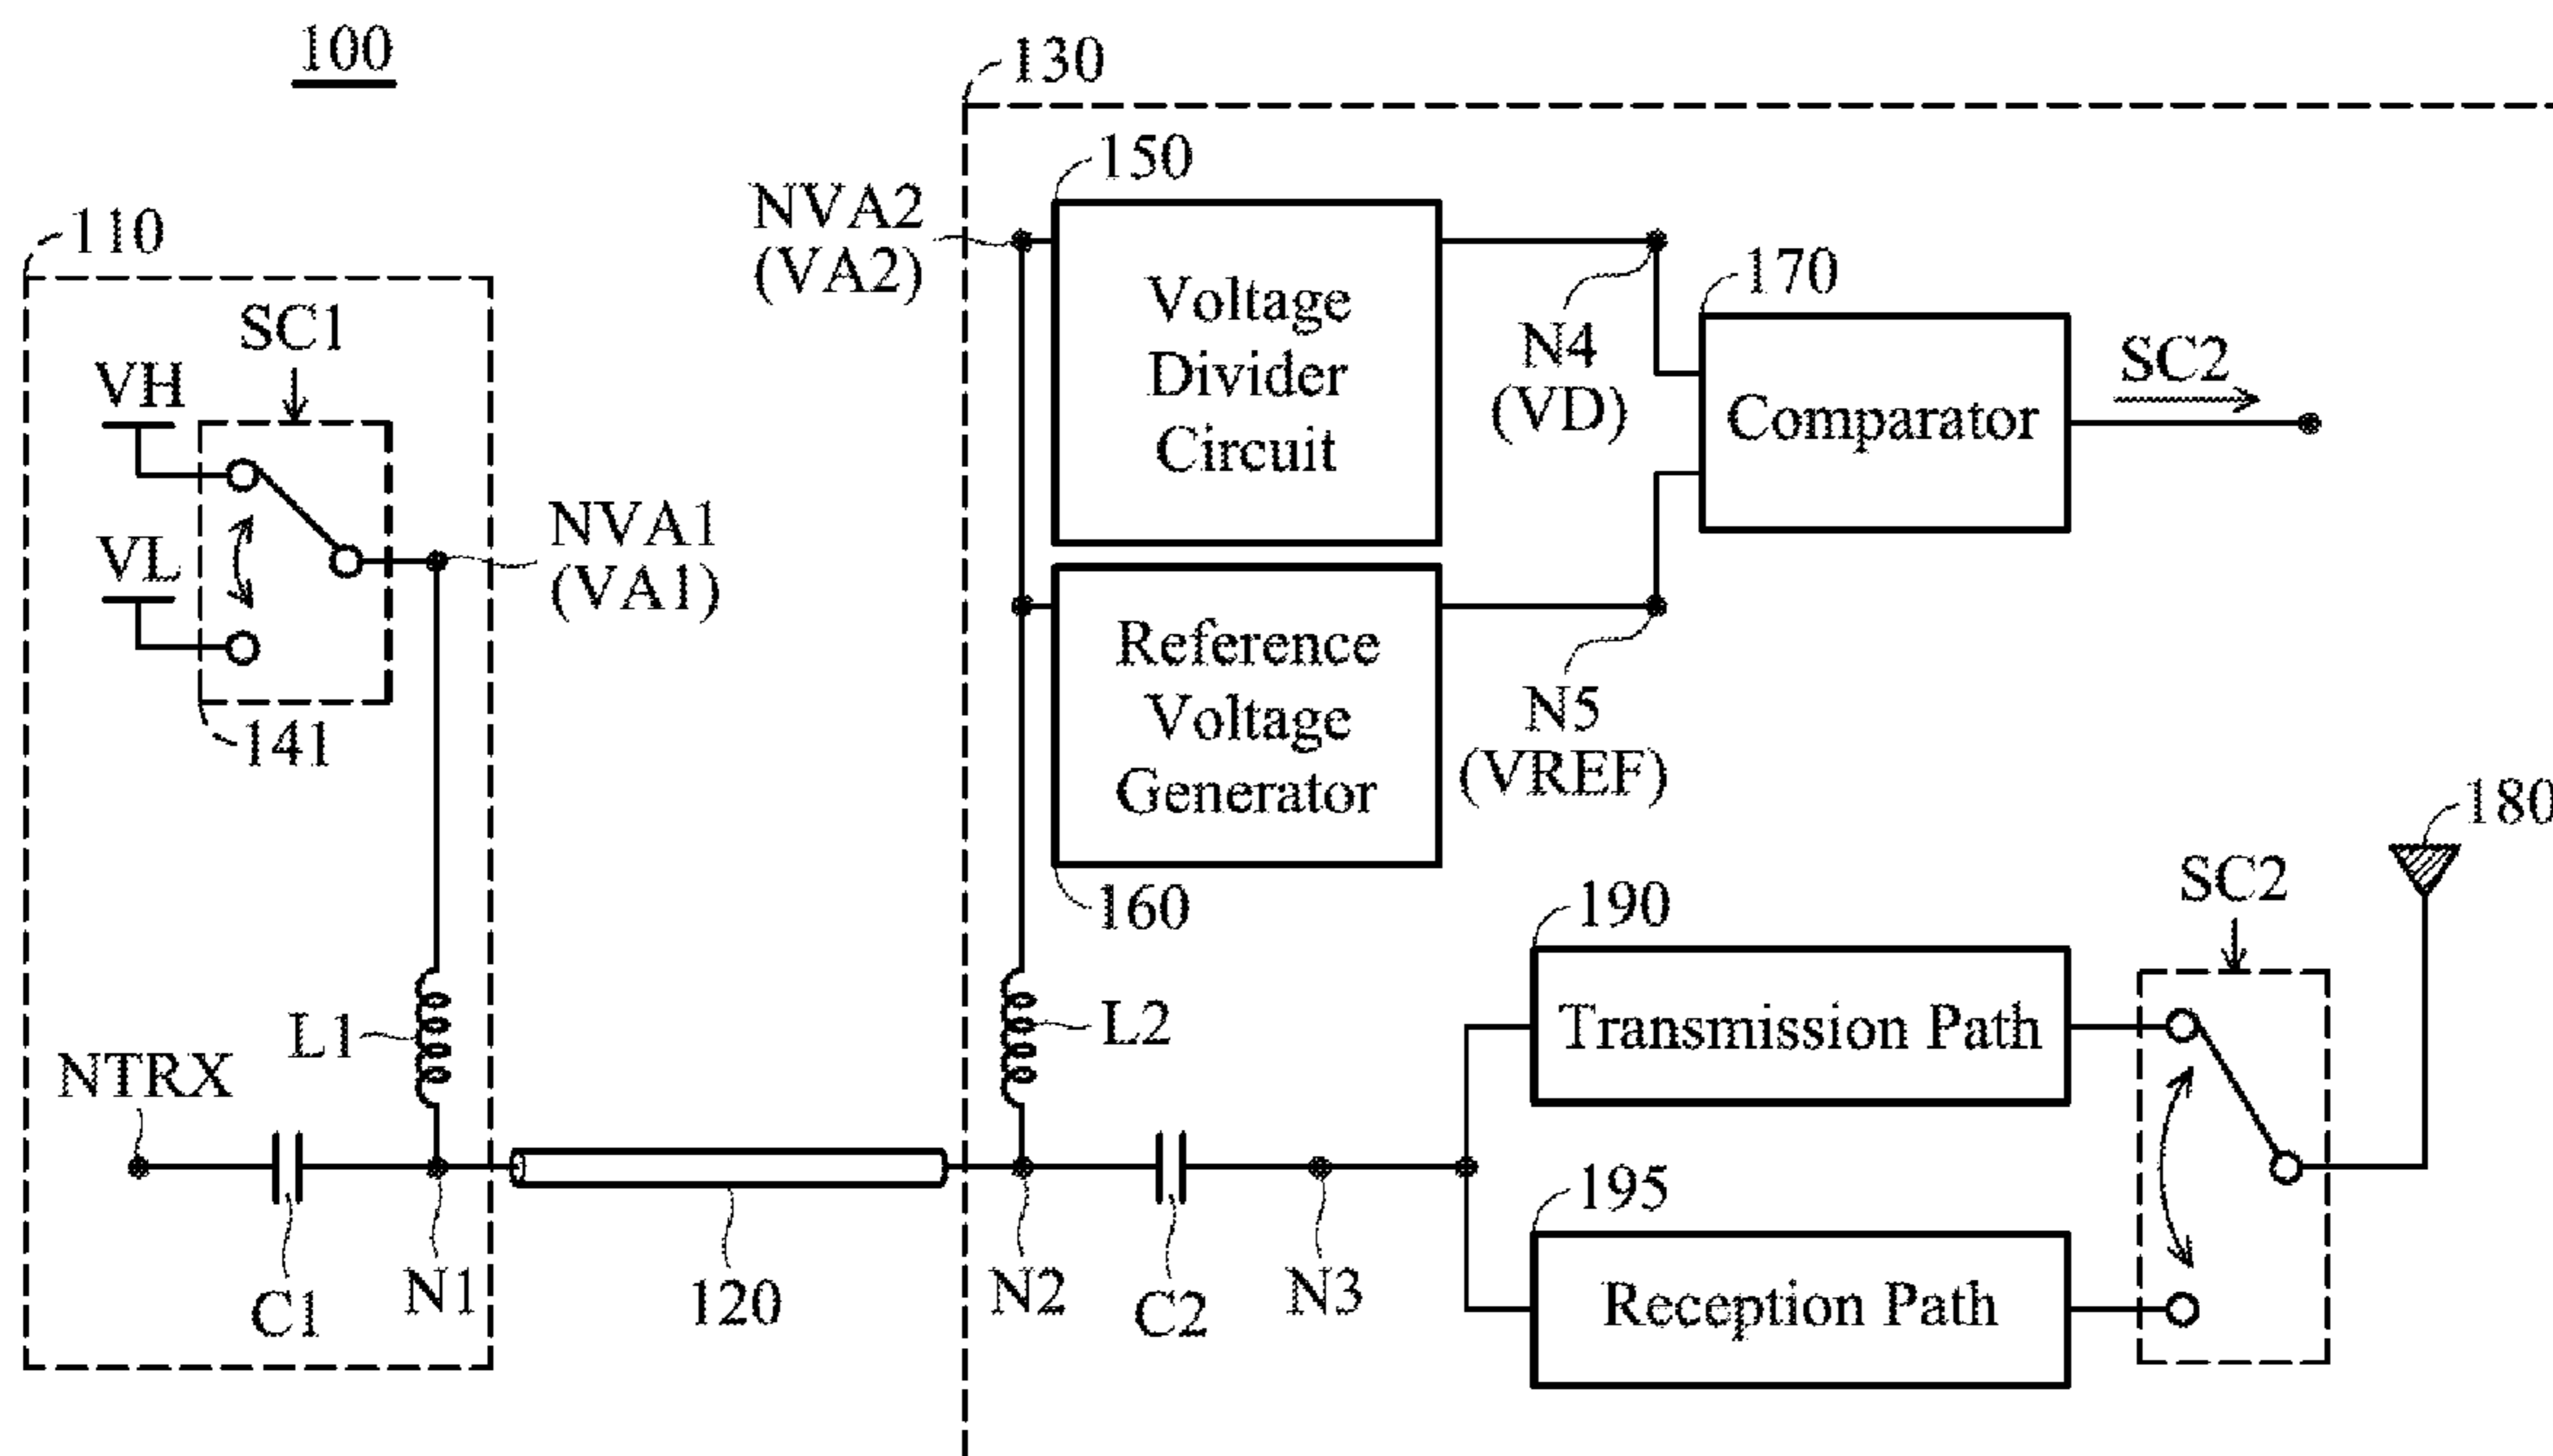 100
130
150
NVA2
(VA2)
110
SC1
VH
VL
141
NVA1
(VA1)
Voltage
Divider
Circuit
170
N4
(VD)
Comparator
SC2
Reference
Voltage
Generator
N5
(VREF)
160
180
SC2
190
Transmission Path
195
Reception Path
L1
L2
NTRX
C1
N1
120
N2
C2
N3